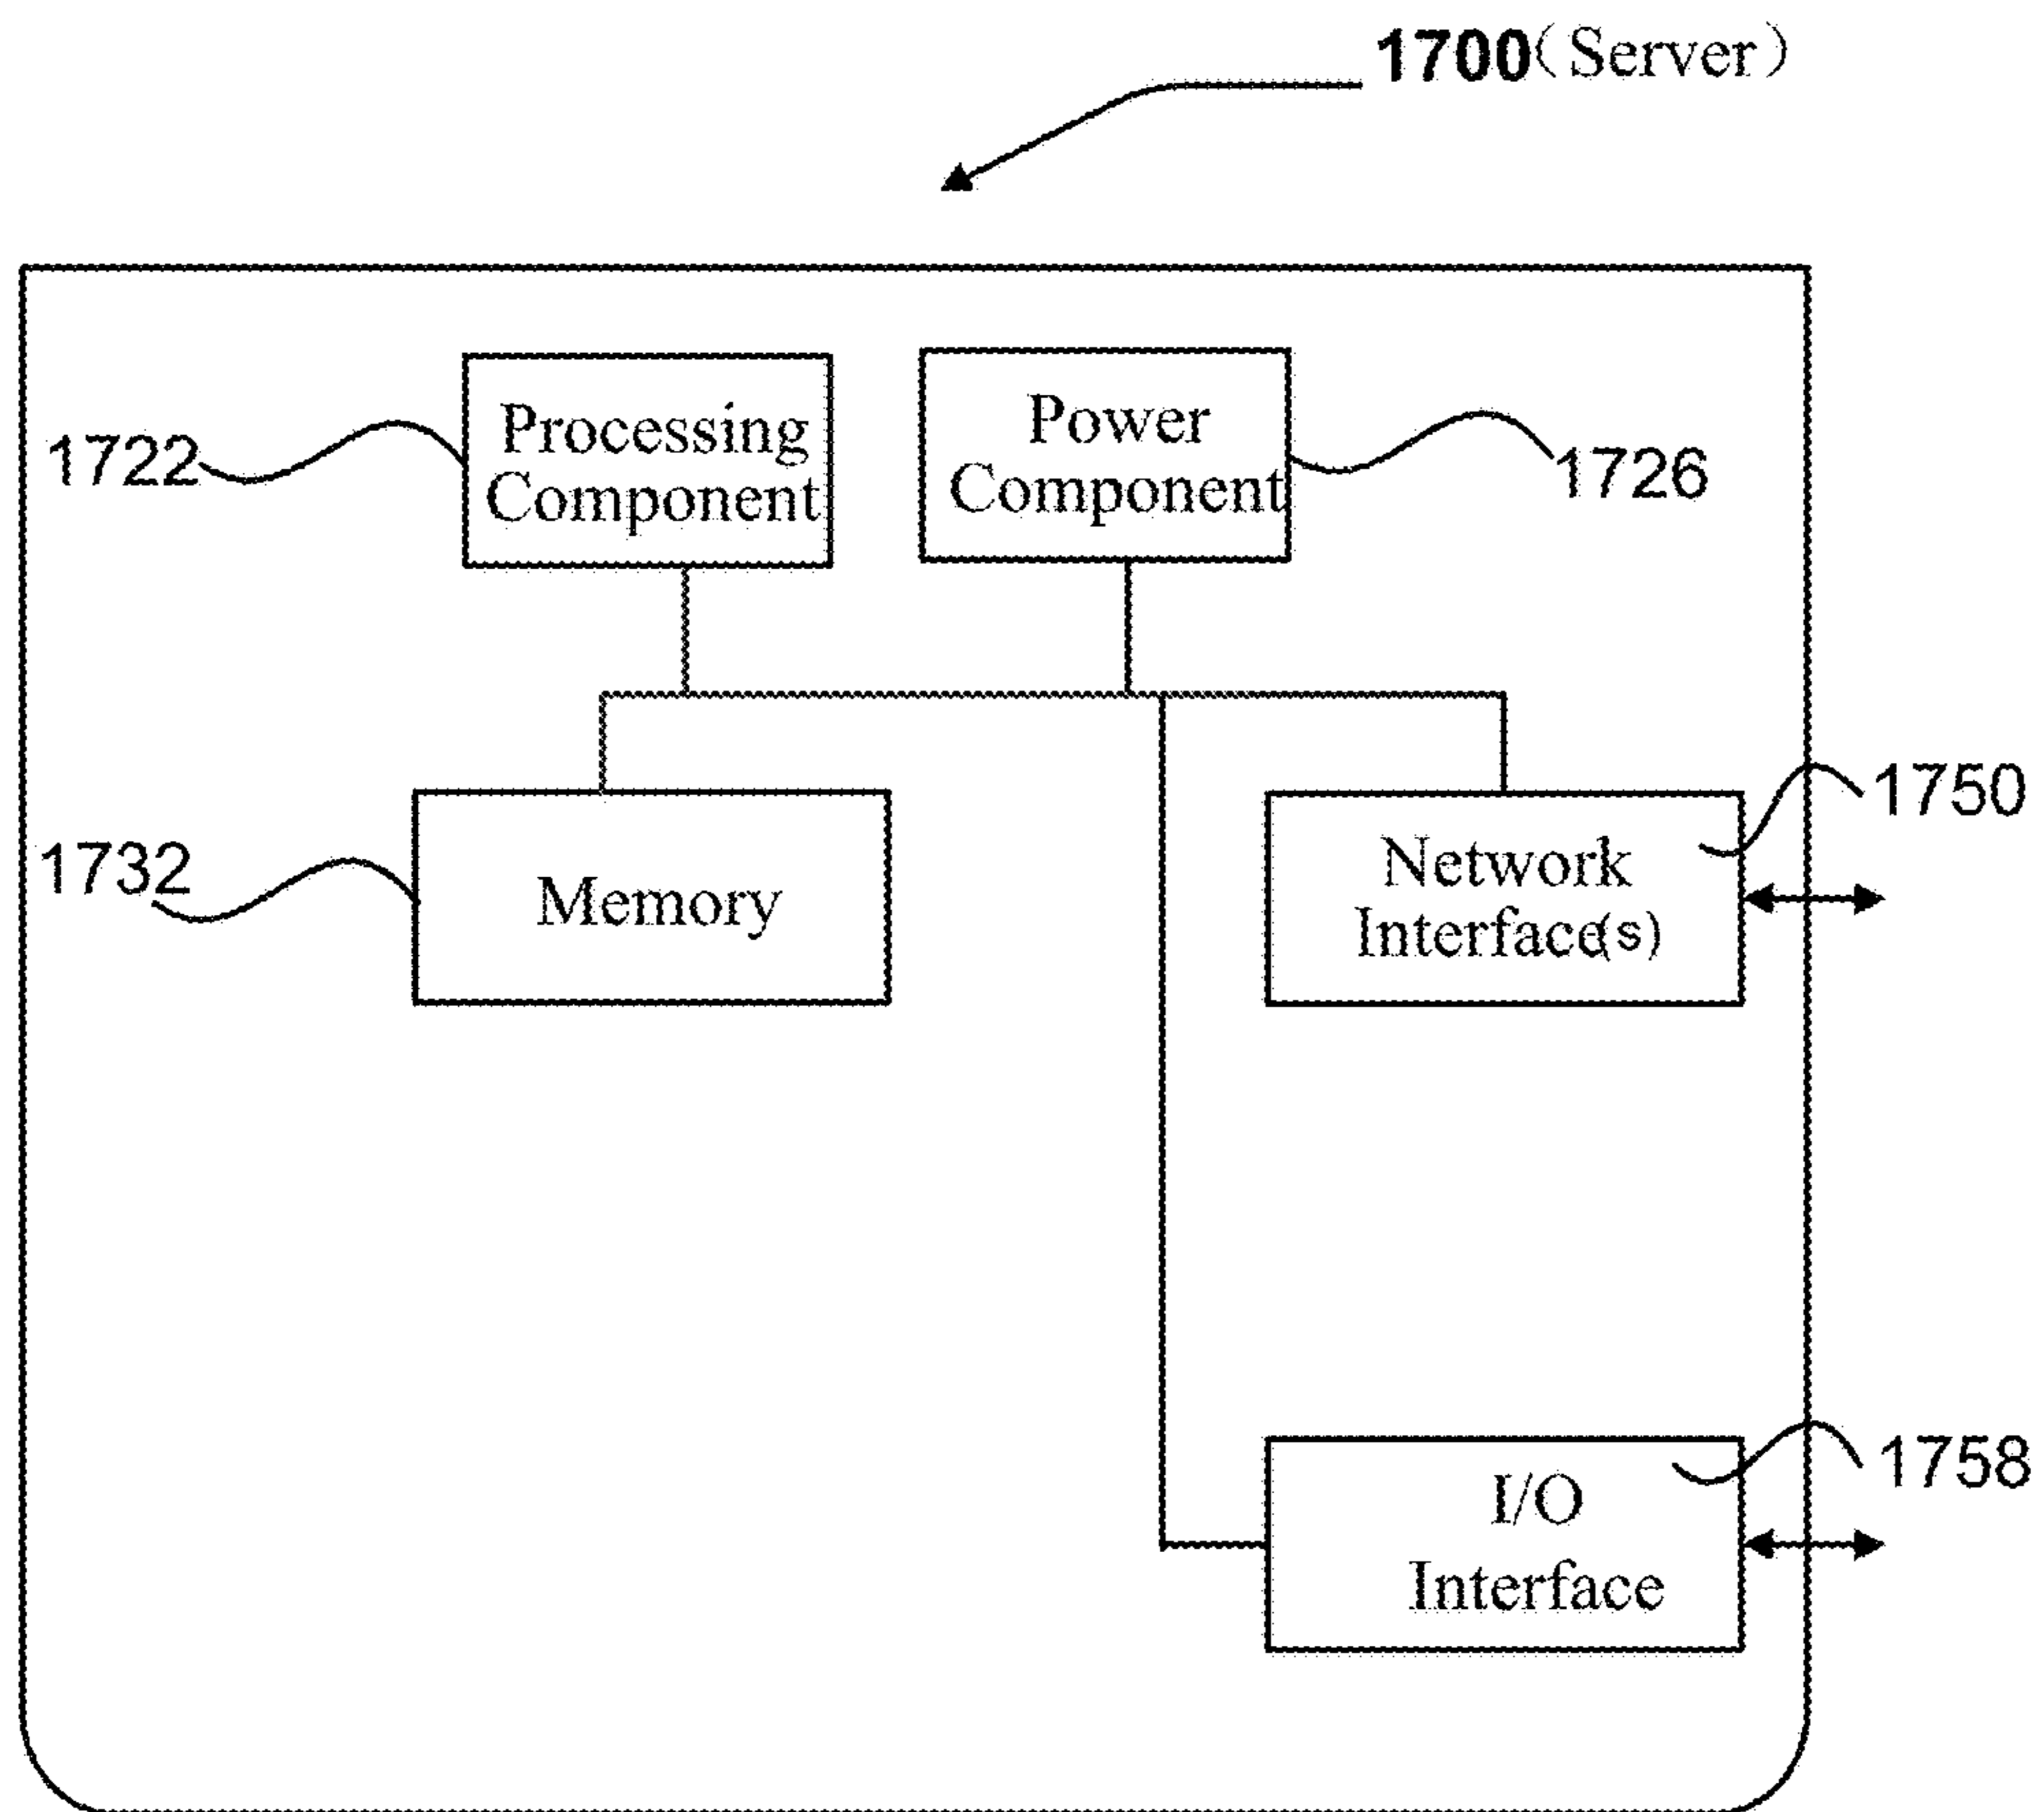 1700(Server)
Processing
Component
1722
Power
Component
1726
1732
Memory
Network
Interface(s)
1750
I/O
Interface
1758